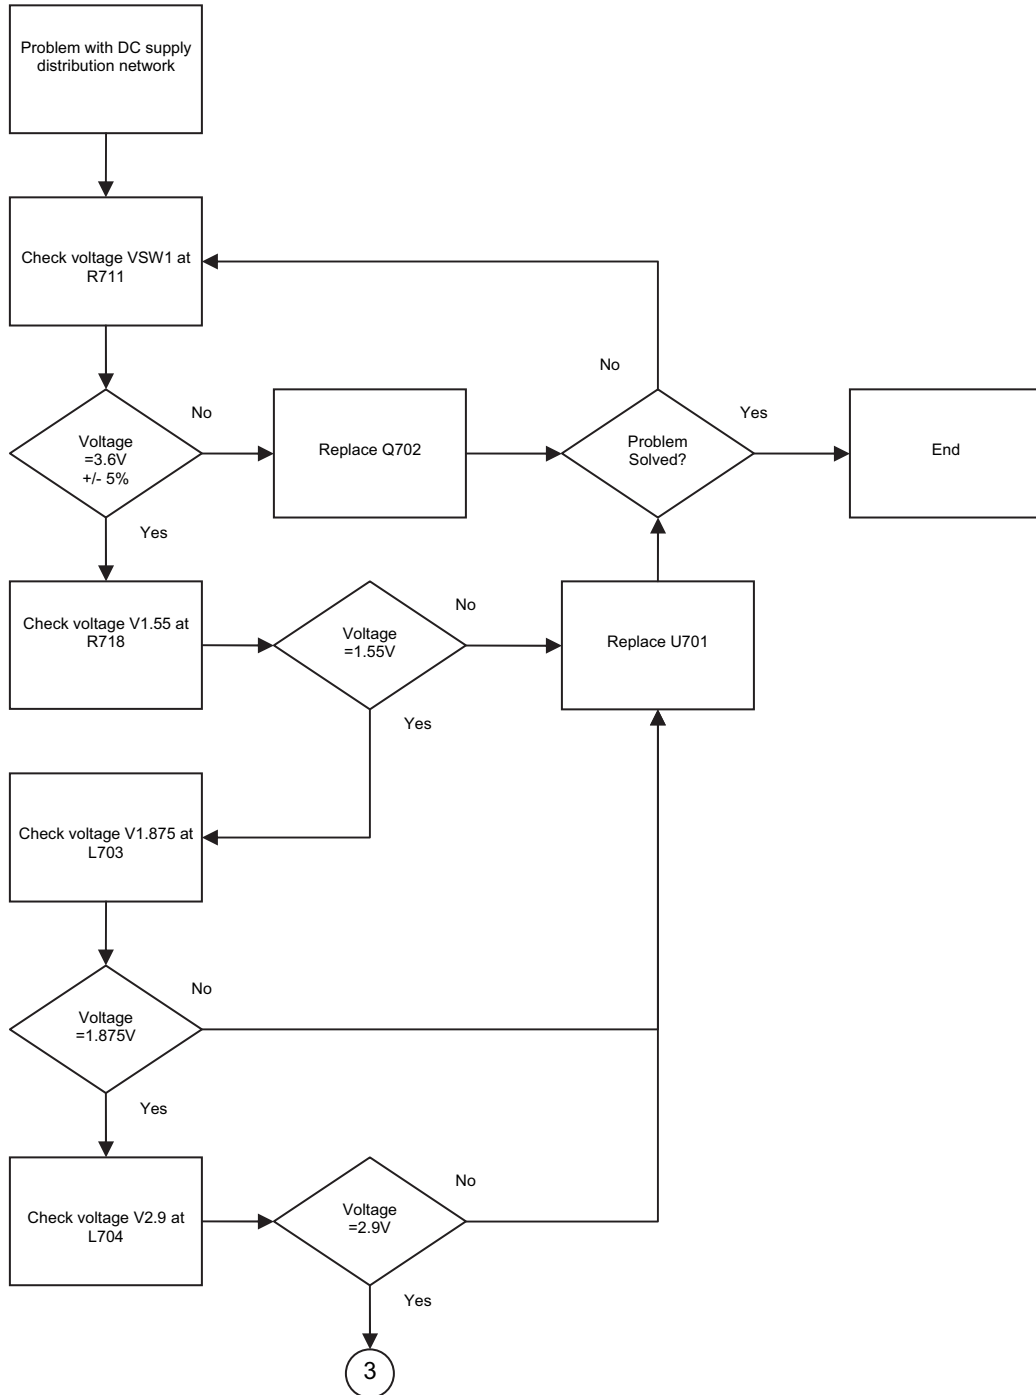 Problem with DC supply
distribution network
Check voltage VSW1 at
R711
No
Yes
No
Voltage
=3.6V
+/- 5%
Replace Q702
Problem
Solved?
End
Yes
Check voltage V1.55 at
R718
Voltage
=1.55V
No
Replace U701
Yes
Check voltage V1.875 at
L703
No
Voltage
=1.875V
Yes
Check voltage V2.9 at
L704
Voltage
=2.9V
No
Yes
3